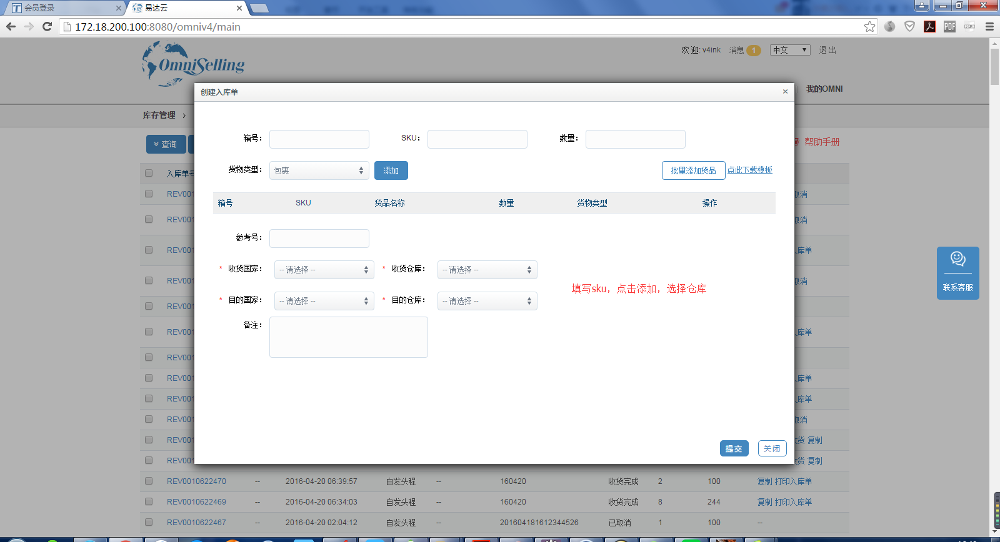 会员登录
易达云
172.18.200.100:8080/omniv4/main
OmniSelling
欢迎: v4ink 消息 1 中文 退出
我的OMNI
创建入库单
库存管理
箱号： SKU： 数量：
查询
帮助手册
货物类型： 包裹 添加 批量添加货品 点此下载模板
入库单号
REV001
箱号 SKU 货品名称 数量 货物类型 操作
REV001
参考号：
REV001
* 收货国家： -- 请选择 -- * 收货仓库： -- 请选择 --
REV001
填写sku，点击添加，选择仓库
联系客服
* 目的国家： -- 请选择 -- * 目的仓库： -- 请选择 --
REV001
备注：
REV001 库单
REV001
REV001 库单
REV001 库单
REV001 取消
REV001 收货 复制
提交 关闭
REV001 收货 复制
REV0010622470 -- 2016-04-20 06:39:57 自发头程 -- 160420 收货完成 2 100 复制 打印入库单
REV0010622469 -- 2016-04-20 06:34:03 自发头程 -- 160420 收货完成 8 244 复制 打印入库单
REV0010622467 -- 2016-04-20 02:04:12 自发头程 -- 201604181612344526 已取消 1 100 --